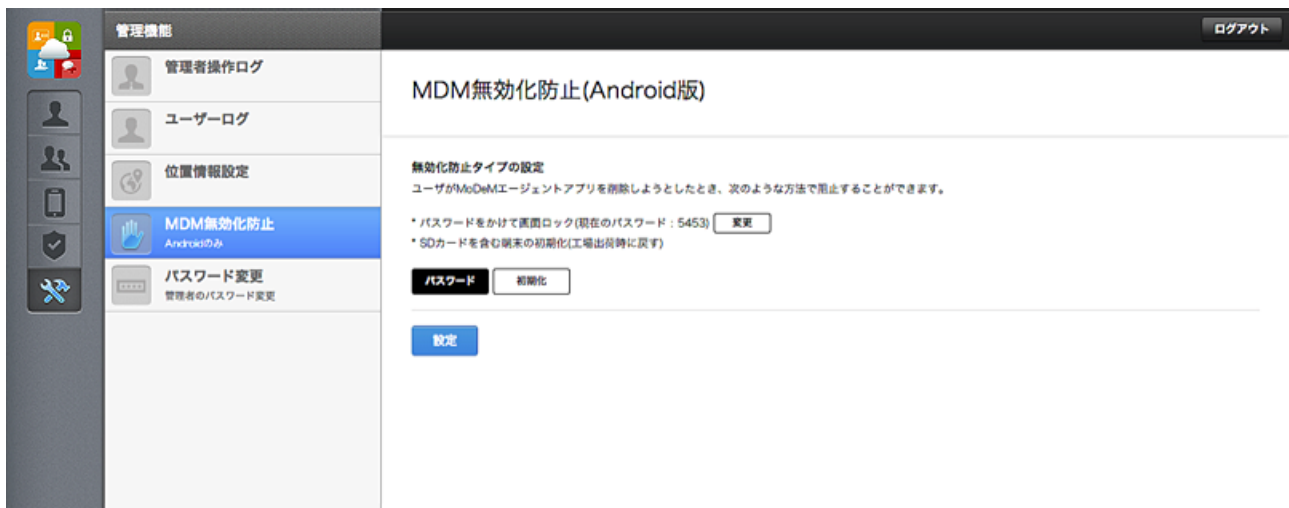 管理機能
ログアウト
管理者操作ログ
ユーザーログ
位置情報設定
MDM無効化防止
Androidのみ
パスワード変更
管理者のパスワード変更
MDM無効化防止(Android版)
無効化防止タイプの設定
ユーザがMoDeMエージェントアプリを削除しようとしたとき、次のような方法で阻止することができます。
* パスワードをかけて画面ロック(現在のパスワード : 5453) 変更
* SDカードを含む端末の初期化(工場出荷時に戻す)
パスワード 初期化
設定